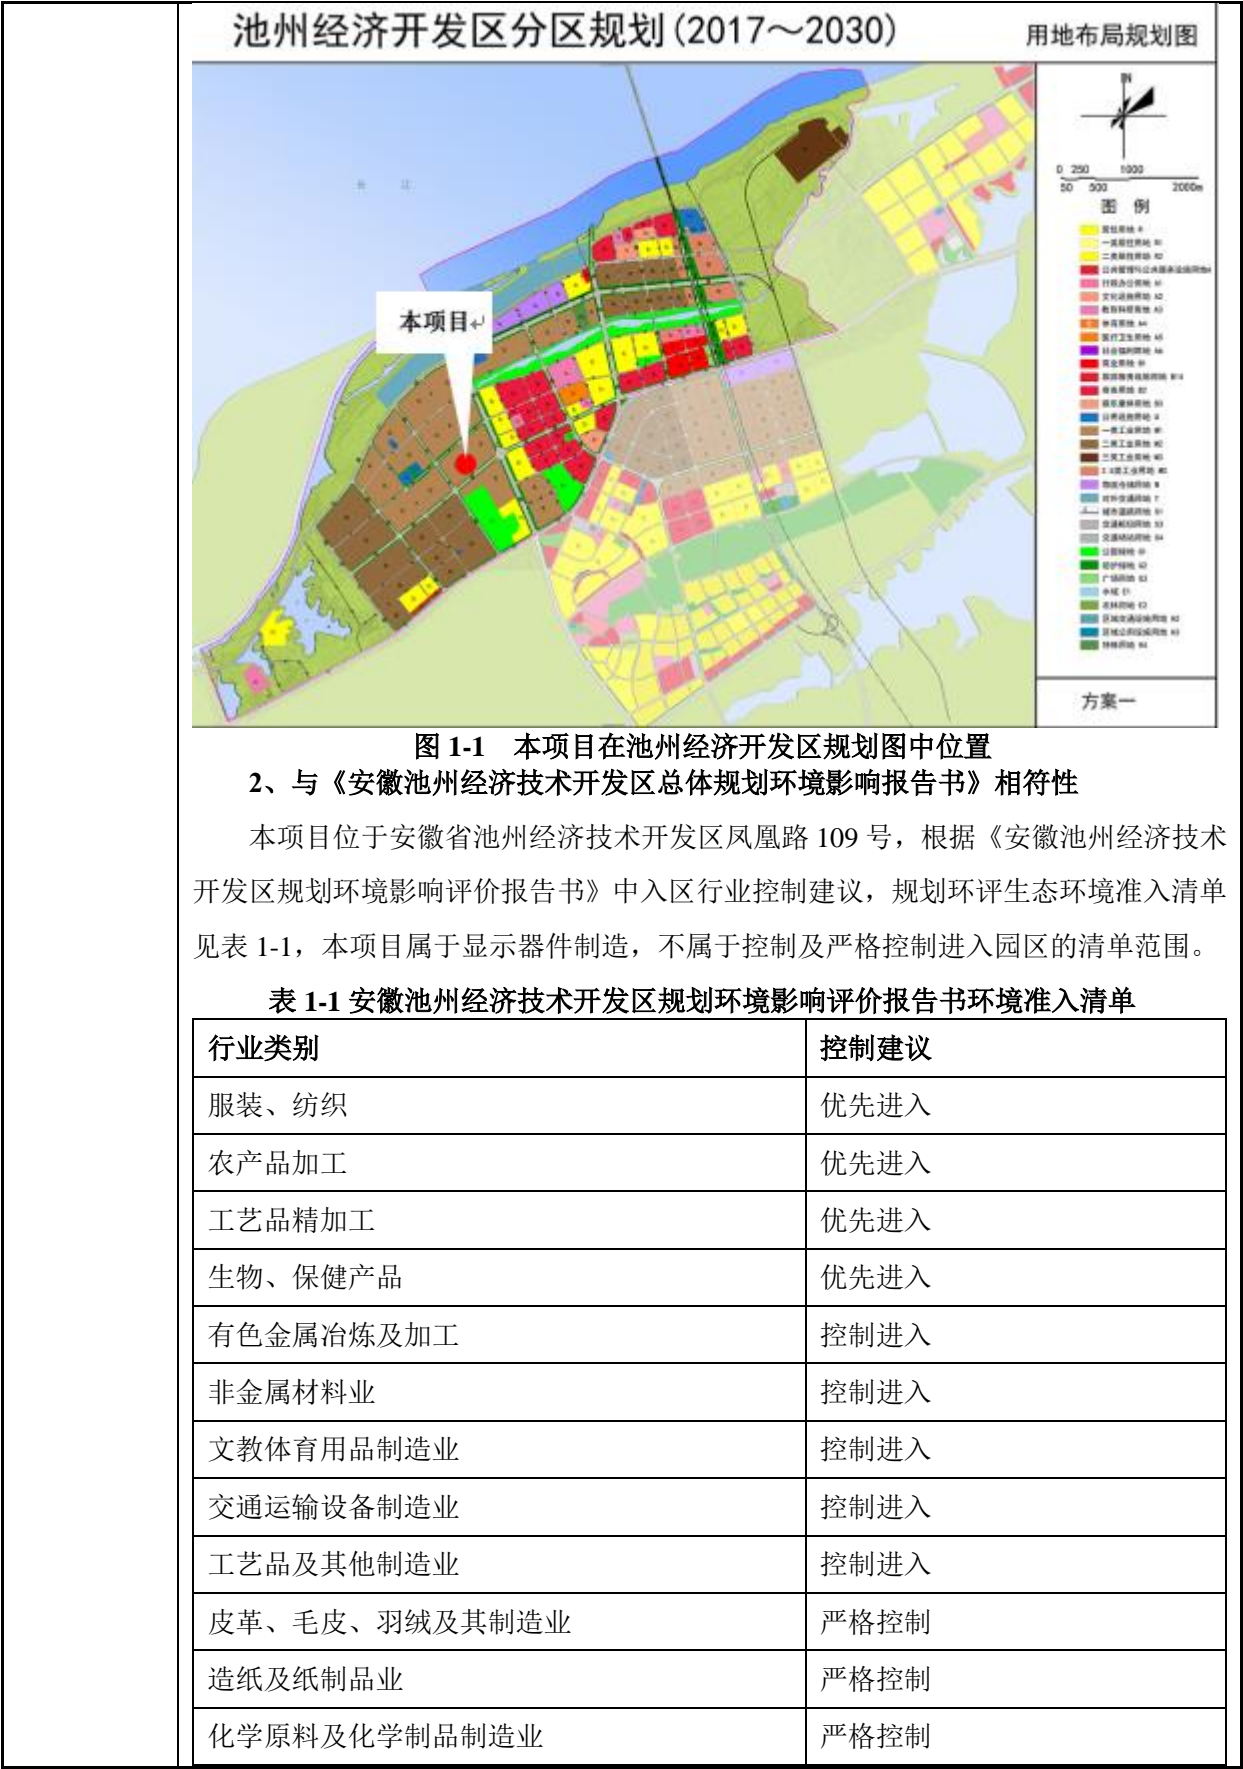 池州经济开发区分区规划(2017～2030)
用地布局规划图
N
0 250 1000
50 500 2000m
图 例
长 江
本项目
方案一
图 1-1 本项目在池州经济开发区规划图中位置
2、与《安徽池州经济技术开发区总体规划环境影响报告书》相符性
本项目位于安徽省池州经济技术开发区凤凰路 109 号，根据《安徽池州经济技术
开发区规划环境影响评价报告书》中入区行业控制建议，规划环评生态环境准入清单
见表 1-1，本项目属于显示器件制造，不属于控制及严格控制进入园区的清单范围。
表 1-1 安徽池州经济技术开发区规划环境影响评价报告书环境准入清单
行业类别 控制建议
服装、纺织 优先进入
农产品加工 优先进入
工艺品精加工 优先进入
生物、保健产品 优先进入
有色金属冶炼及加工 控制进入
非金属材料业 控制进入
文教体育用品制造业 控制进入
交通运输设备制造业 控制进入
工艺品及其他制造业 控制进入
皮革、毛皮、羽绒及其制造业 严格控制
造纸及纸制品业 严格控制
化学原料及化学制品制造业 严格控制